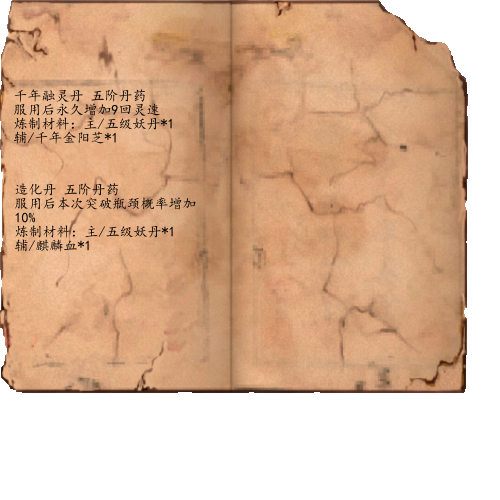 千年融灵丹 五阶丹药
服用后永久增加9回灵速
炼制材料：主/五级妖丹*1
辅/千年金阳芝*1
造化丹 五阶丹药
服用后本次突破瓶颈概率增加
10%
炼制材料：主/五级妖丹*1
辅/麒麟血*1